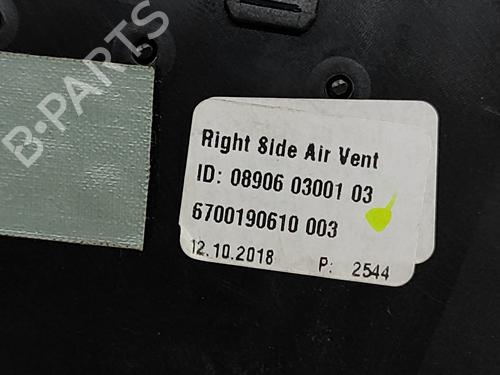 B-PARTS
Right Side Air Vent
ID: 08906 03001 03
6700190610 003
12.10.2018 P: 2544